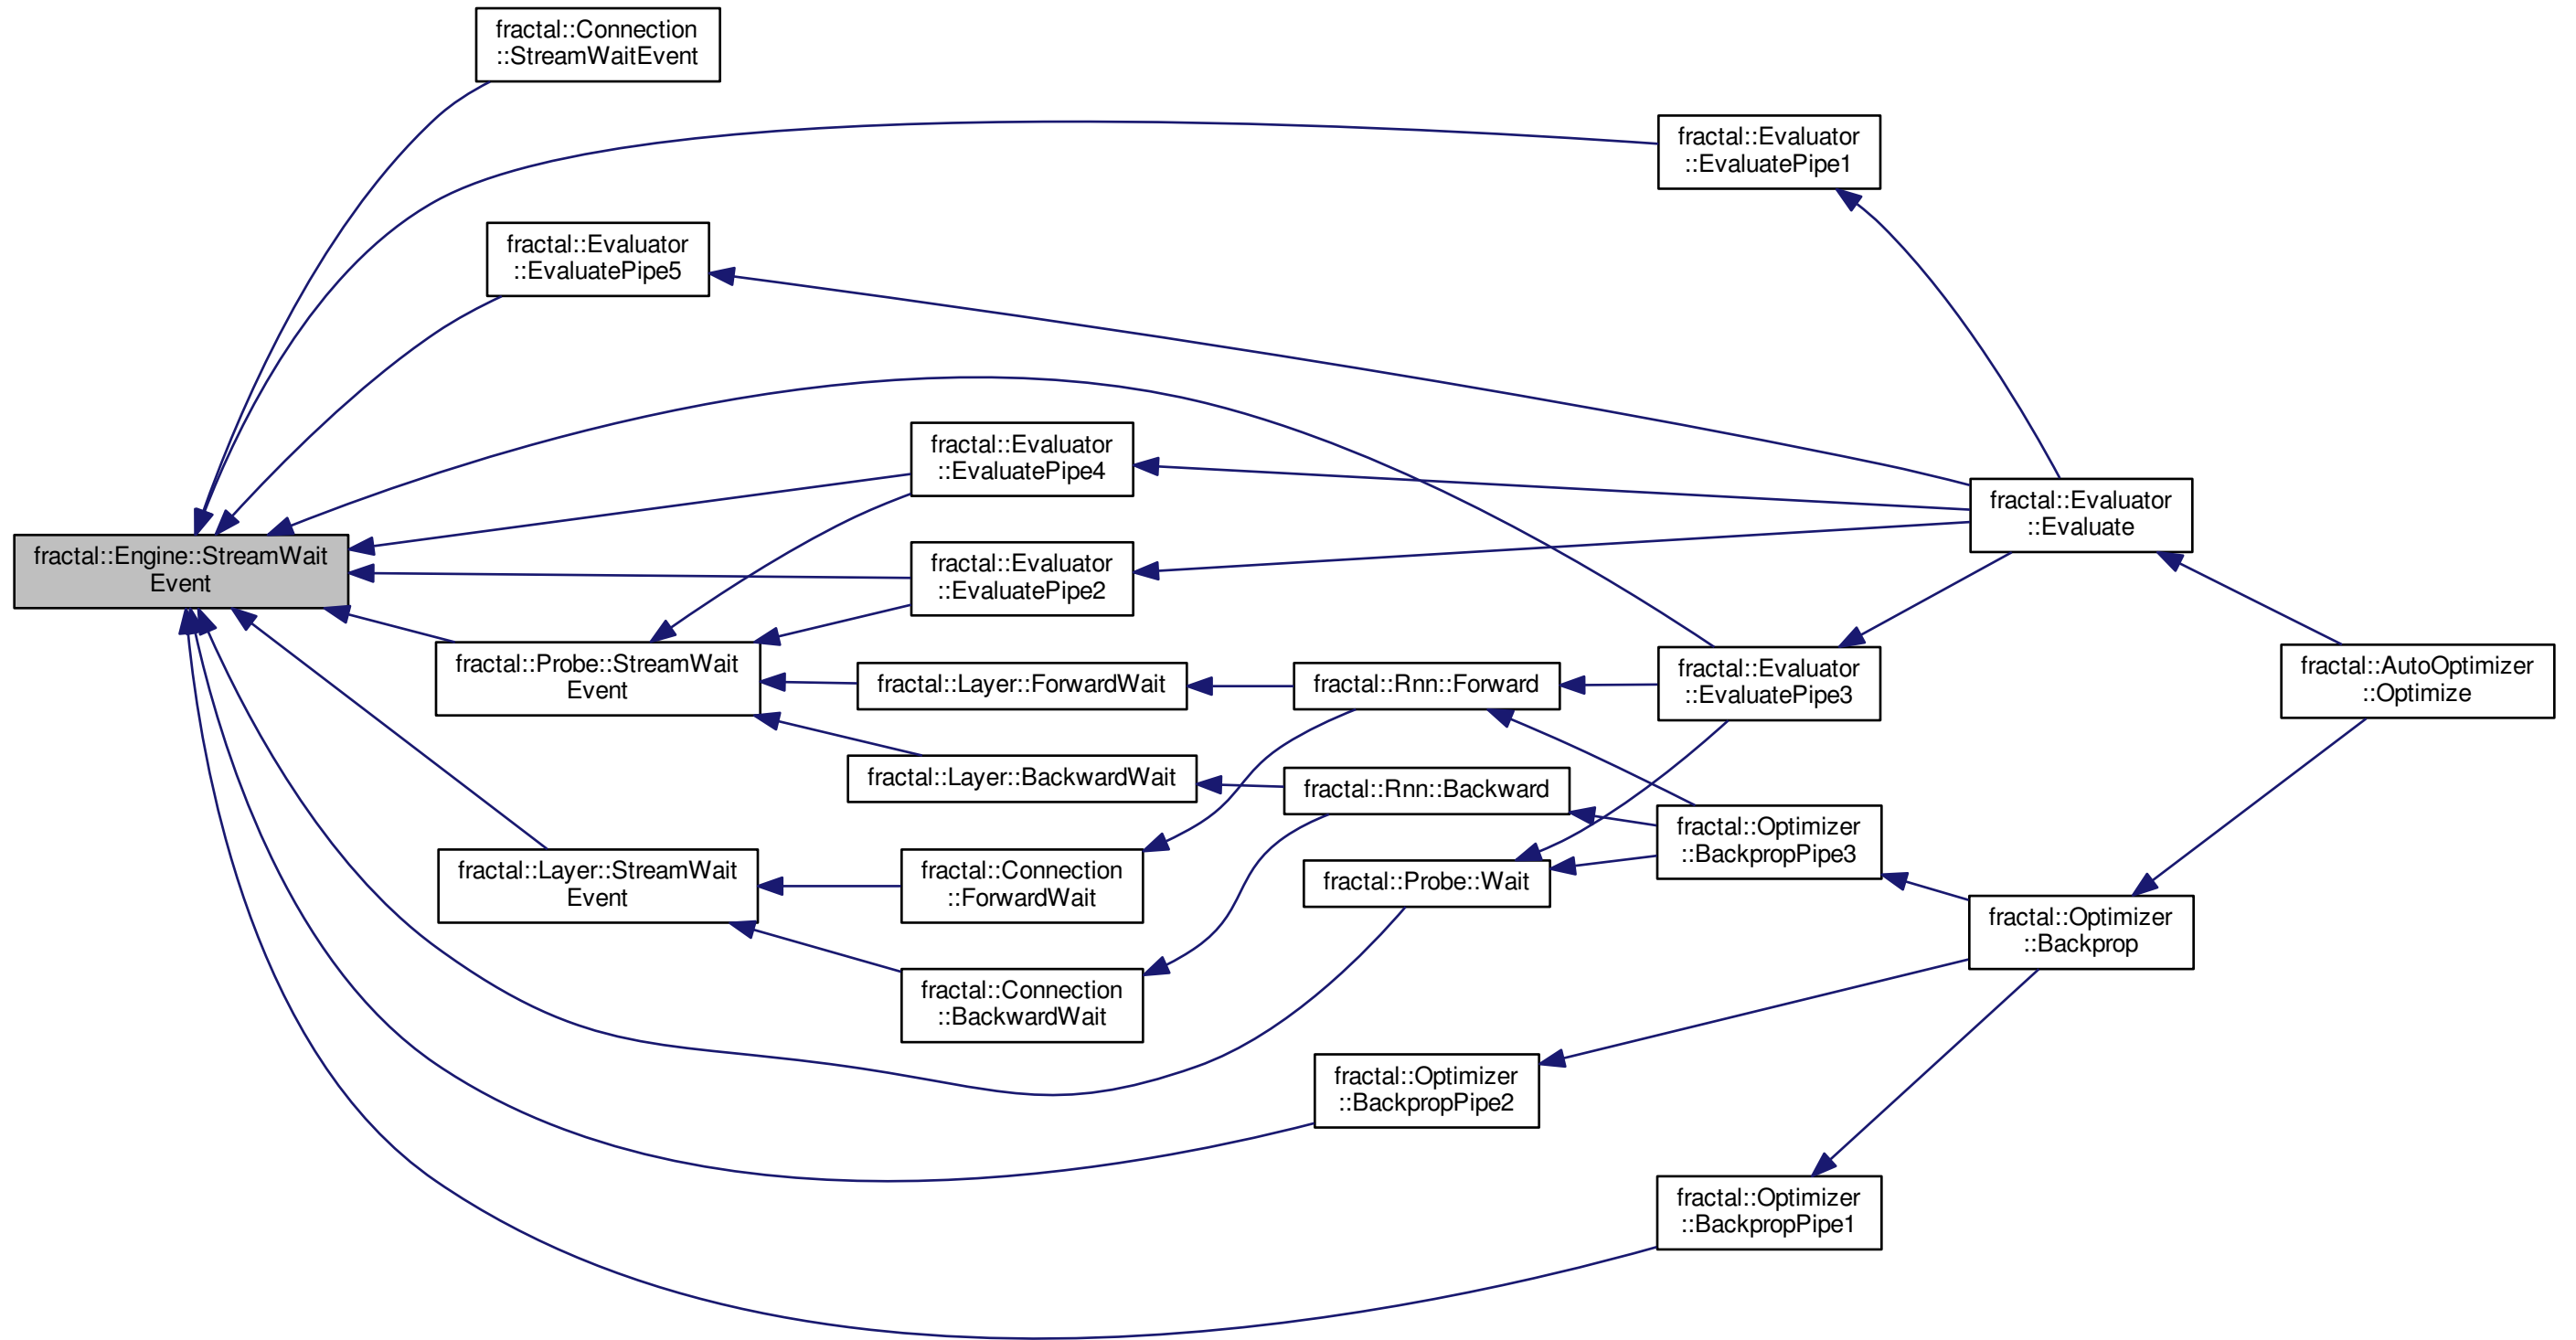 fractal::Connection
::StreamWaitEvent
fractal::Evaluator
::EvaluatePipe1
fractal::Evaluator
::EvaluatePipe5
fractal::Evaluator
::EvaluatePipe4
fractal::Evaluator
::Evaluate
fractal::Engine::StreamWait
Event
fractal::Evaluator
::EvaluatePipe2
fractal::Probe::StreamWait
Event
fractal::Layer::ForwardWait
fractal::Rnn::Forward
fractal::Evaluator
::EvaluatePipe3
fractal::AutoOptimizer
::Optimize
fractal::Layer::BackwardWait
fractal::Rnn::Backward
fractal::Optimizer
::BackpropPipe3
fractal::Layer::StreamWait
Event
fractal::Connection
::ForwardWait
fractal::Probe::Wait
fractal::Optimizer
::Backprop
fractal::Connection
::BackwardWait
fractal::Optimizer
::BackpropPipe2
fractal::Optimizer
::BackpropPipe1